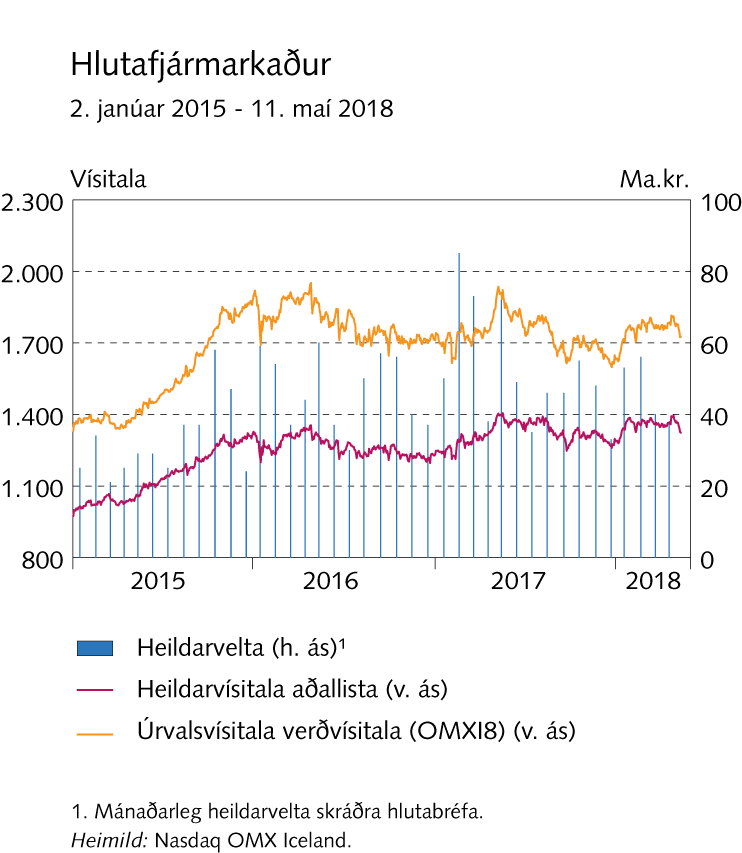 Hlutafjármarkaður
2. janúar 2015 - 11. maí 2018
Vísitala Ma.kr.
2.300 100
2.000 80
1.700 60
1.400 40
1.100 20
800 0
2015 2016 2017 2018
Heildarvelta (h. ás)¹
Heildarvísitala aðallista (v. ás)
Úrvalsvísitala verðvísitala (OMXI8) (v. ás)
1. Mánaðarleg heildarvelta skráðra hlutabréfa.
Heimild: Nasdaq OMX Iceland.